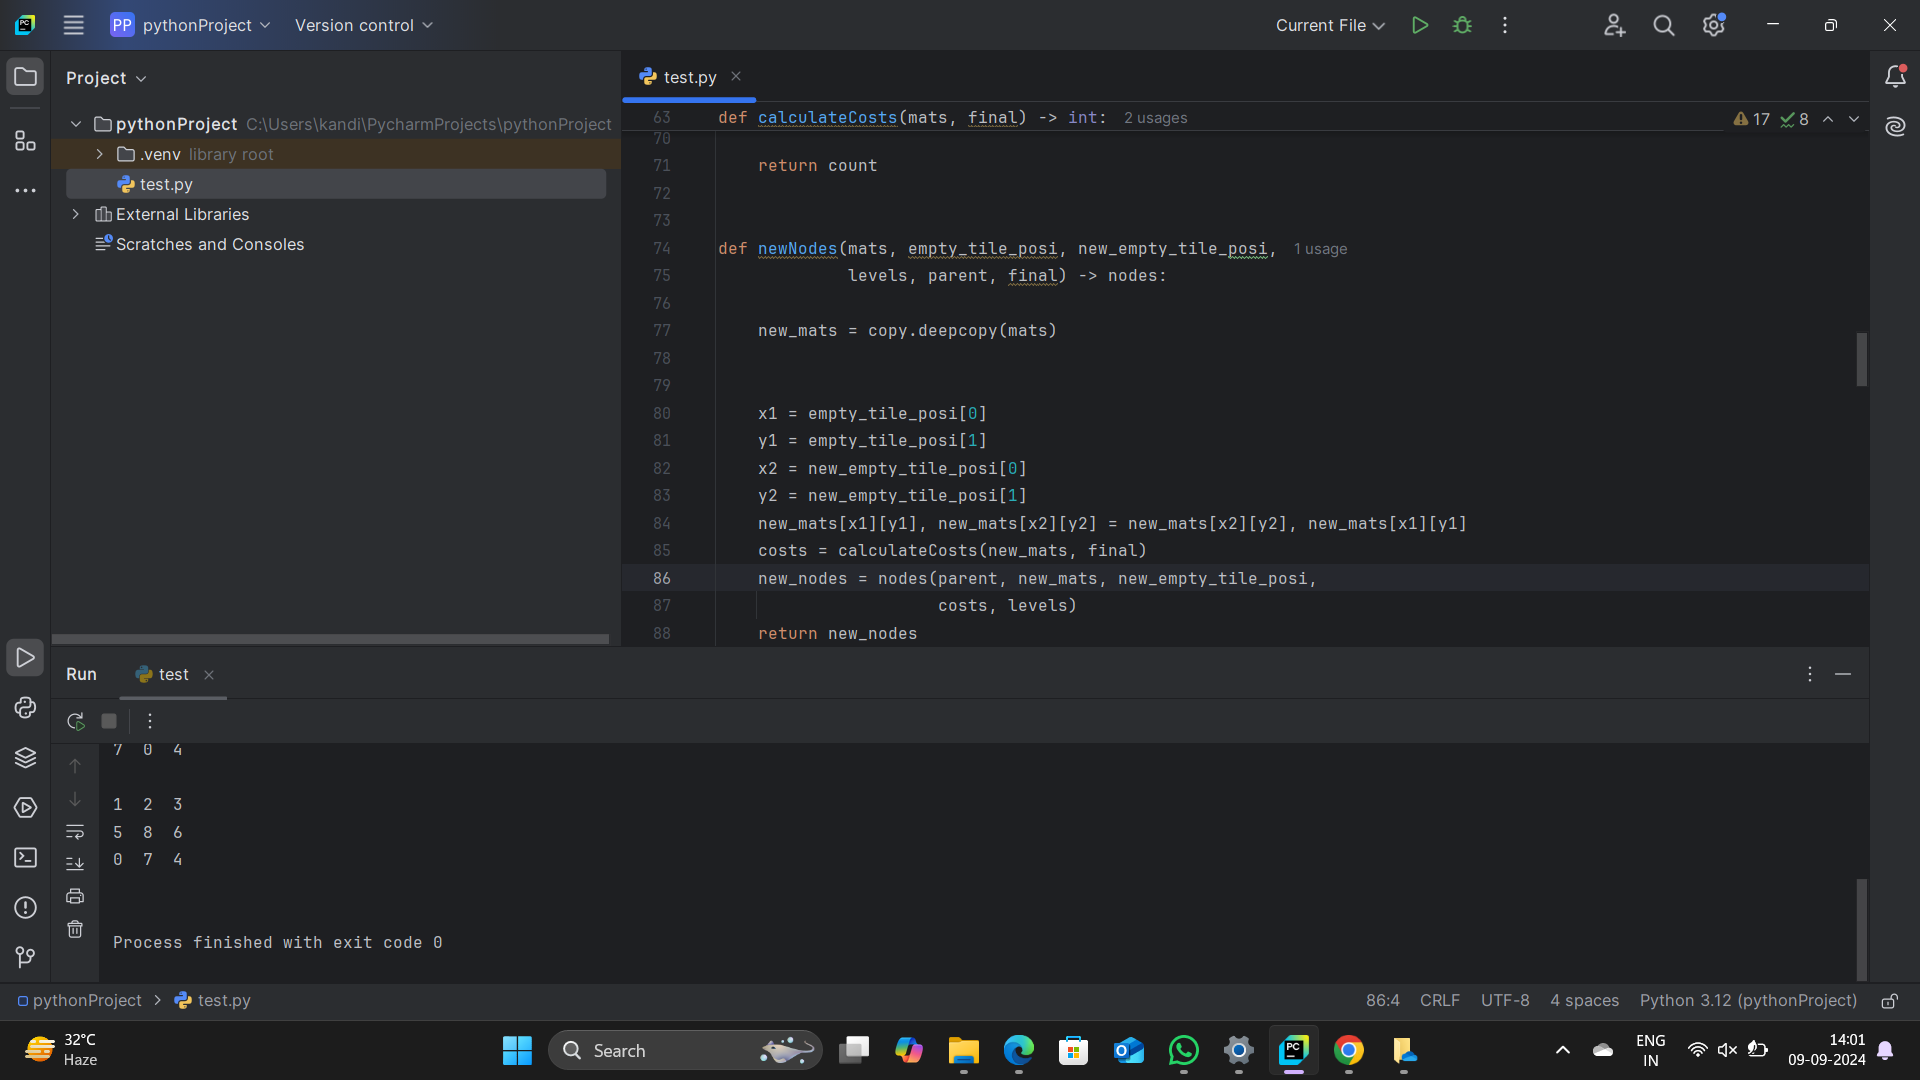 PP pythonProject Version control Current File
Project
test.py
pythonProject C:\Users\kandi\PycharmProjects\pythonProject
.venv library root
test.py
External Libraries
Scratches and Consoles
63 def calculateCosts(mats, final) -> int: 2 usages
17 8
70
71 return count
72
73
74 def newNodes(mats, empty_tile_posi, new_empty_tile_posi, 1 usage
75 levels, parent, final) -> nodes:
76
77 new_mats = copy.deepcopy(mats)
78
79
80 x1 = empty_tile_posi[0]
81 y1 = empty_tile_posi[1]
82 x2 = new_empty_tile_posi[0]
83 y2 = new_empty_tile_posi[1]
84 new_mats[x1][y1], new_mats[x2][y2] = new_mats[x2][y2], new_mats[x1][y1]
85 costs = calculateCosts(new_mats, final)
86 new_nodes = nodes(parent, new_mats, new_empty_tile_posi,
87 costs, levels)
88 return new_nodes
Run test
7 0 4
1 2 3
5 8 6
0 7 4
Process finished with exit code 0
pythonProject > test.py 86:4 CRLF UTF-8 4 spaces Python 3.12 (pythonProject)
32°C
Haze
Search
PC
ENG
IN
14:01
09-09-2024